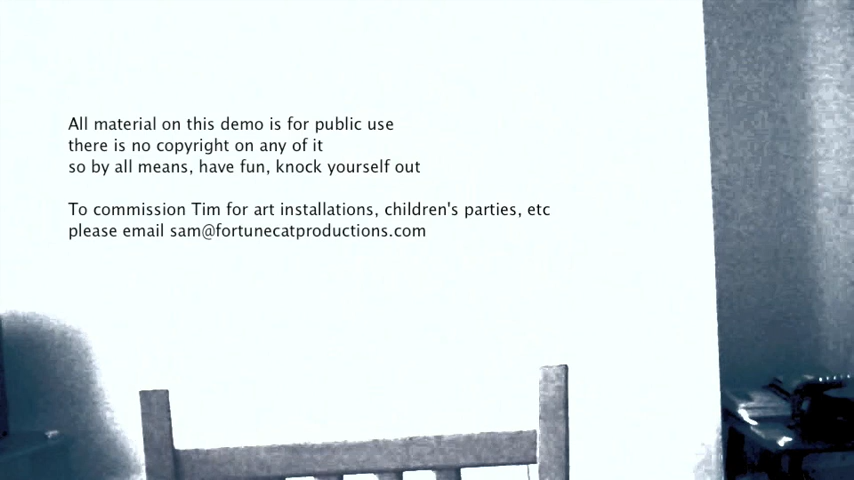 All material on this demo is for public use
there is no copyright on any of it
so by all means, have fun, knock yourself out
To commission Tim for art installations, children's parties, etc
please email sam@fortunecatproductions.com